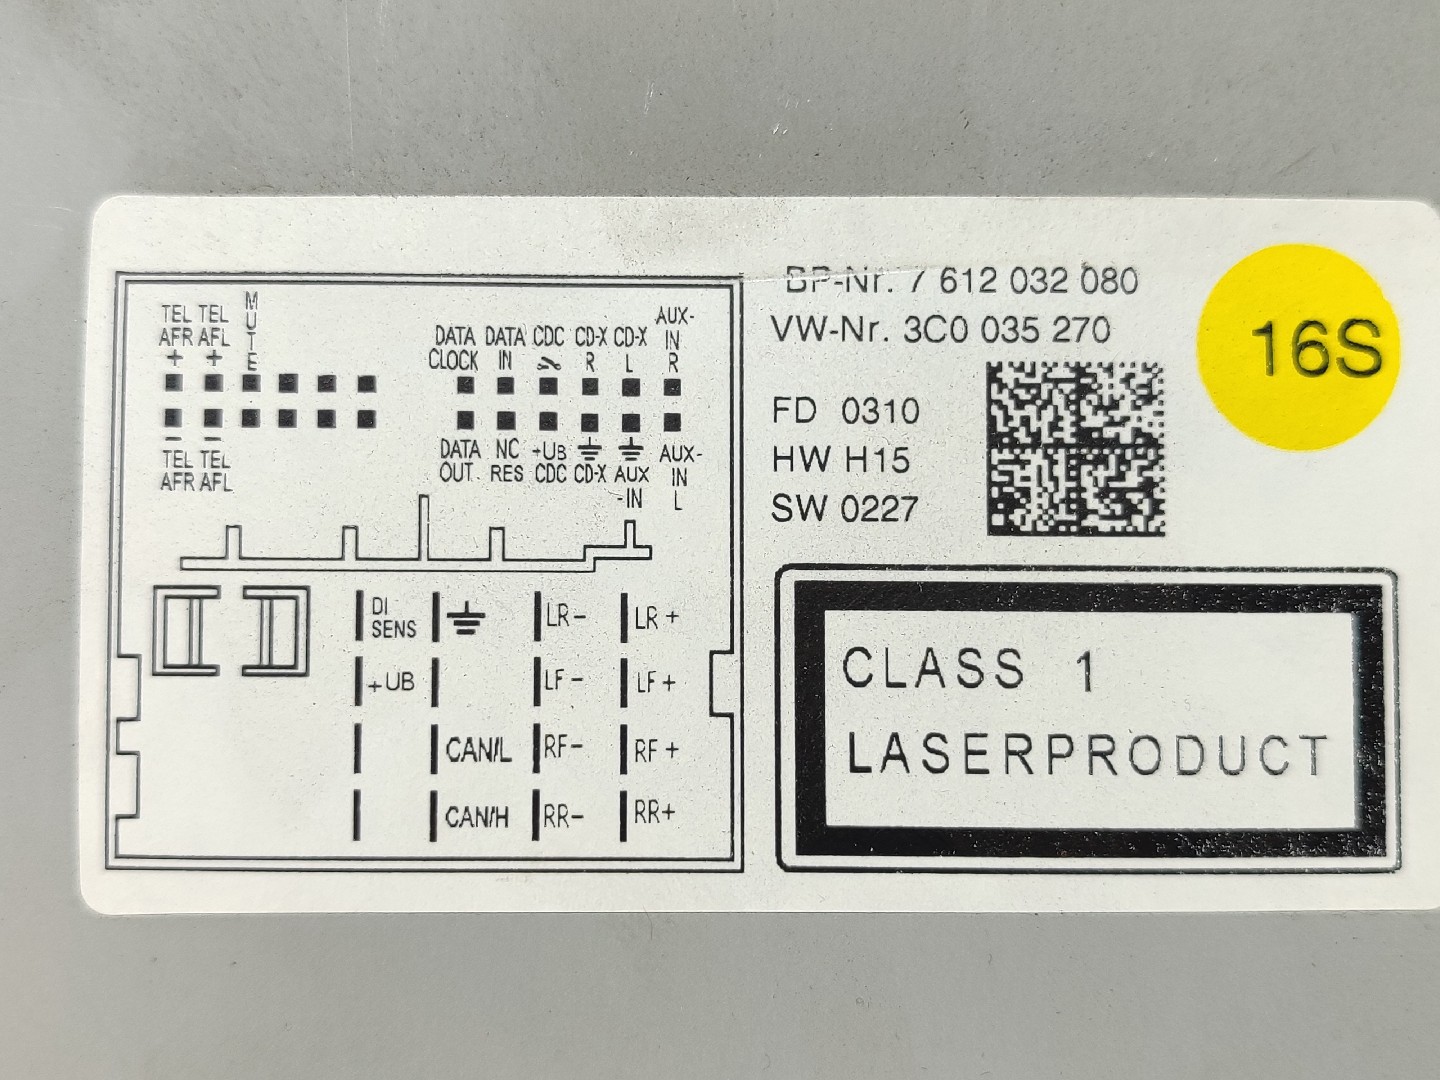 TEL TEL
AFR AFL
+ +
MUTE
DATA CLOCK
DATA IN
CDC
CD-X R
CD-X L
AUX-IN R
- -
TEL TEL
AFR AFL
DATA OUT
NC RES
+UB CDC
CD-X
AUX-IN
AUX-IN L
DI SENS
LR-
LR+
+UB
LF-
LF+
CAN/L
RF-
RF+
CAN/H
RR-
RR+
BP-Nr. 7 612 032 080
VW-Nr. 3C0 035 270
FD 0310
HW H15
SW 0227
16S
CLASS 1
LASERPRODUCT